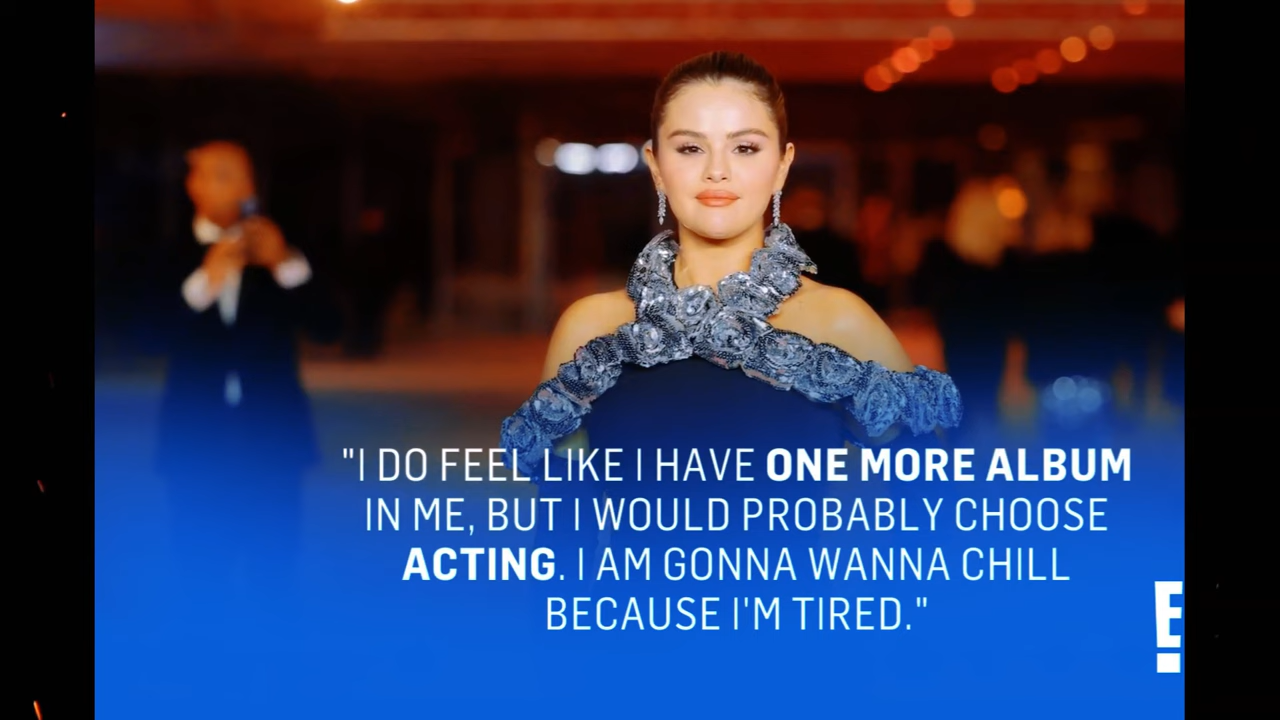 "I DO FEEL LIKE I HAVE ONE MORE ALBUM
IN ME, BUT I WOULD PROBABLY CHOOSE
ACTING. I AM GONNA WANNA CHILL
BECAUSE I'M TIRED."
E!